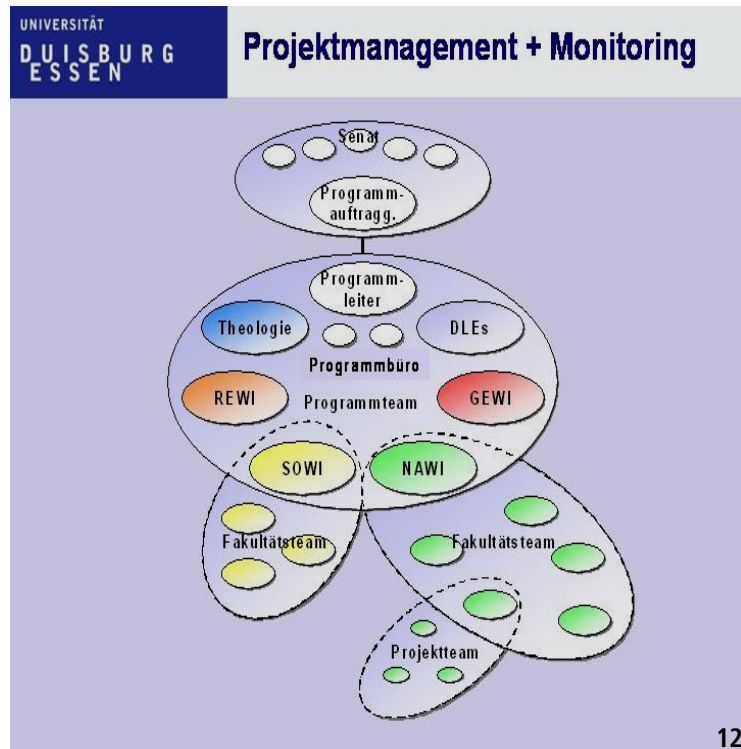 UNIVERSITÄT
DUISBURG
ESSEN
Projektmanagement + Monitoring
Senat
Programm-
auftragg.
Programm-
leiter
Theologie
DLEs
Programmbüro
REWI
Programmteam
GEWI
SOWI
NAWI
Fakultätsteam
Fakultätsteam
Projektteam
12